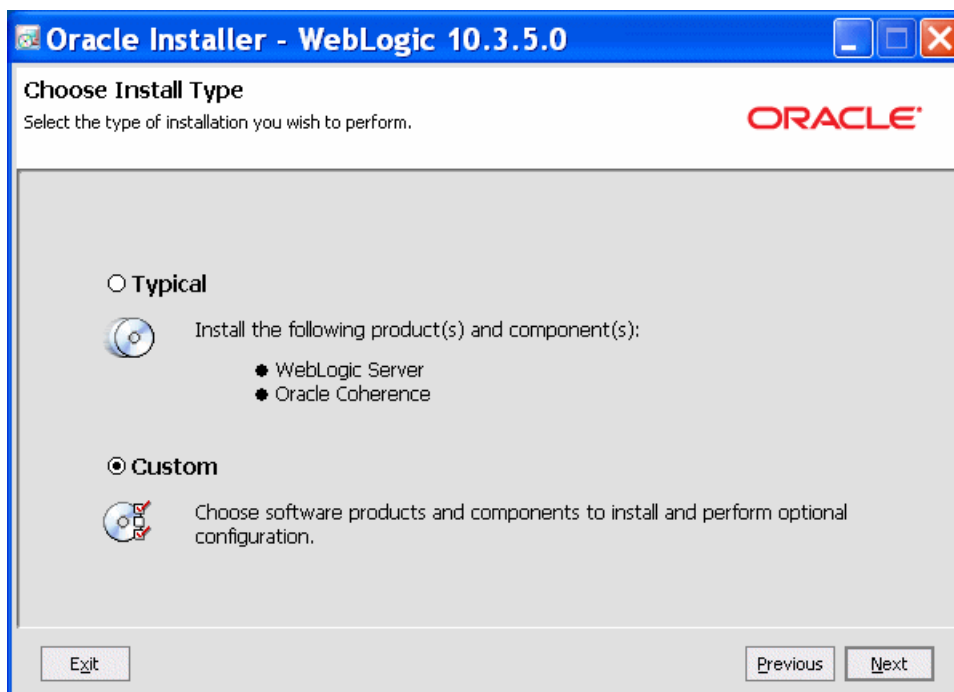 Oracle Installer - WebLogic 10.3.5.0
Choose Install Type
Select the type of installation you wish to perform.
ORACLE
Typical
Install the following product(s) and component(s):
WebLogic Server
Oracle Coherence
Custom
Choose software products and components to install and perform optional
configuration.
Exit
Previous
Next